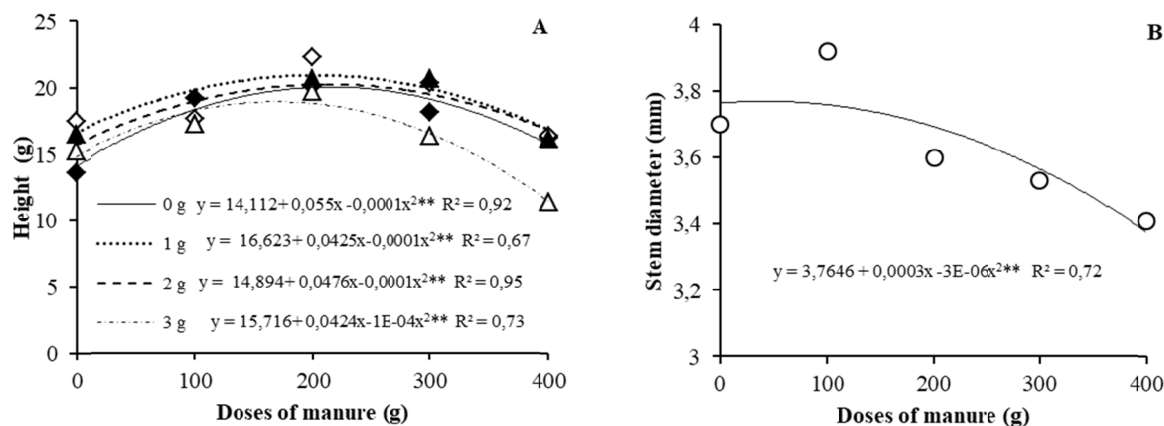 A
Height (g)
25
20
15
10
5
0
0 g y = 14,112+ 0,055x -0,0001x²** R² = 0,92
1 g y = 16,623+ 0,0425x-0,0001x²** R² = 0,67
2 g y = 14,894+ 0,0476x-0,0001x²** R² = 0,95
3 g y = 15,716+ 0,0424x-1E-04x²** R² = 0,73
0 100 200 300 400
Doses of manure (g)
B
Stem diameter (mm)
4
3,8
3,6
3,4
3,2
3
y = 3,7646 + 0,0003x - 3E-06x²** R² = 0,72
0 100 200 300 400
Doses of manure (g)